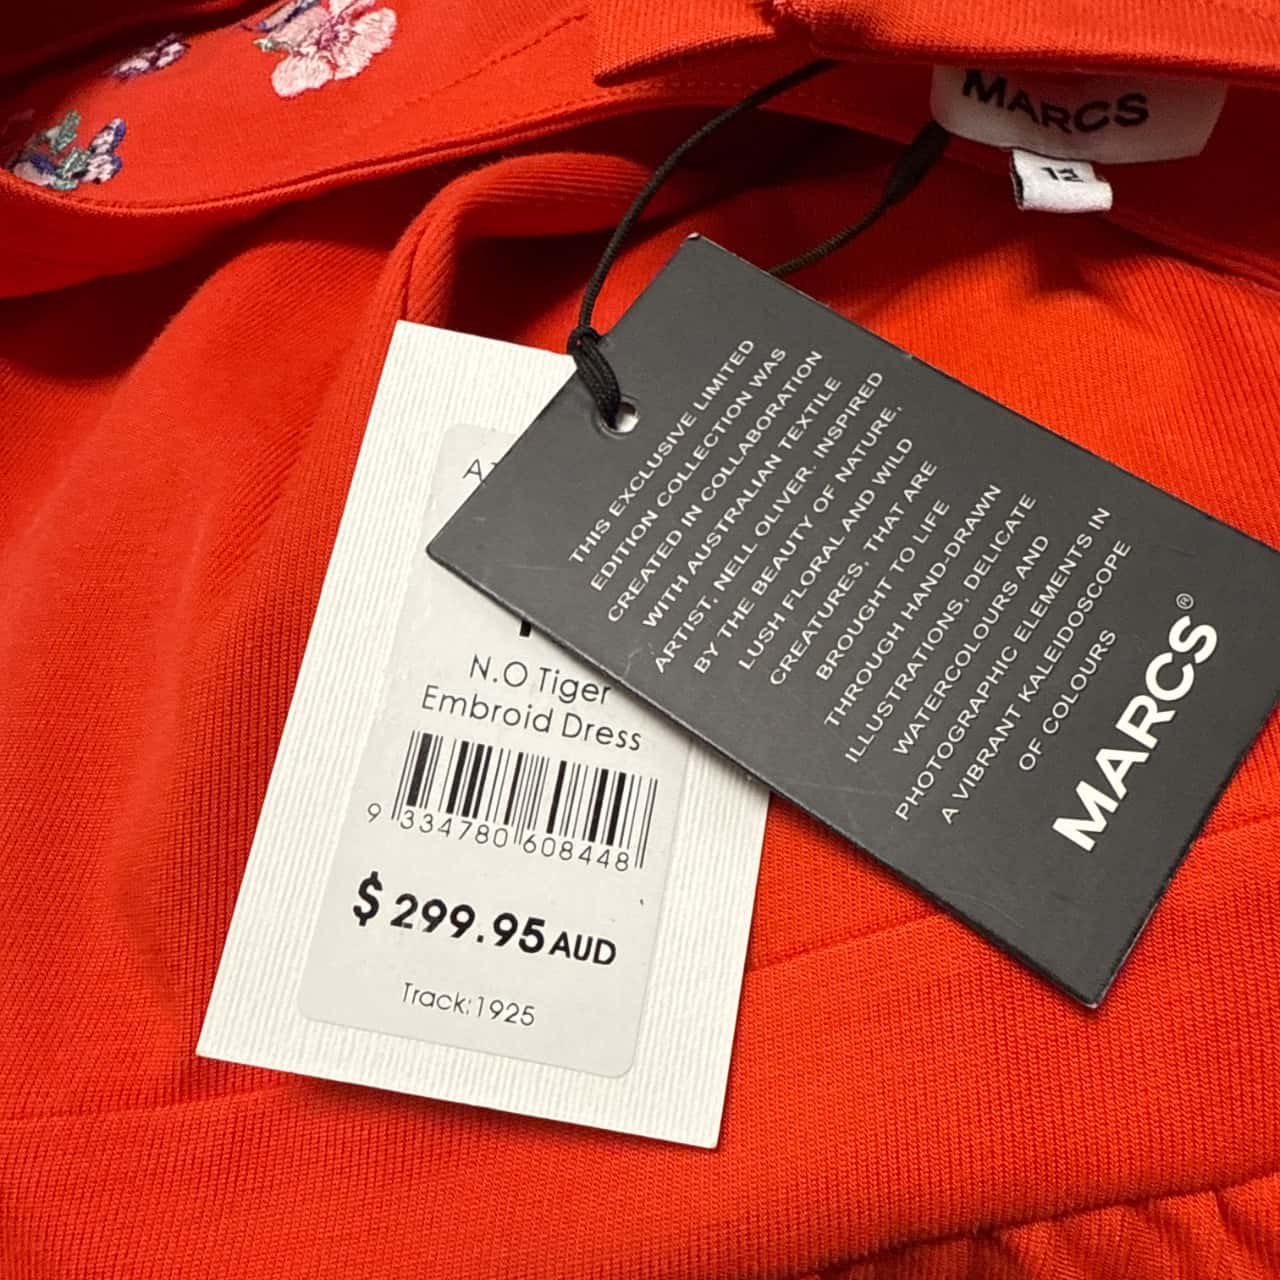 MARCS
12
THIS EXCLUSIVE LIMITED
EDITION COLLECTION WAS
CREATED IN COLLABORATION
WITH AUSTRALIAN TEXTILE
ARTIST, NELL OLIVER. INSPIRED
BY THE BEAUTY OF NATURE,
LUSH FLORAL AND WILD
CREATURES, THAT ARE
BROUGHT TO LIFE
THROUGH HAND-DRAWN
ILLUSTRATIONS, DELICATE
WATERCOLOURS AND
PHOTOGRAPHIC ELEMENTS IN
A VIBRANT KALEIDOSCOPE
OF COLOURS
MARCS®
N.O Tiger
Embroid Dress
9 334780 608448
$299.95AUD
Track:1925